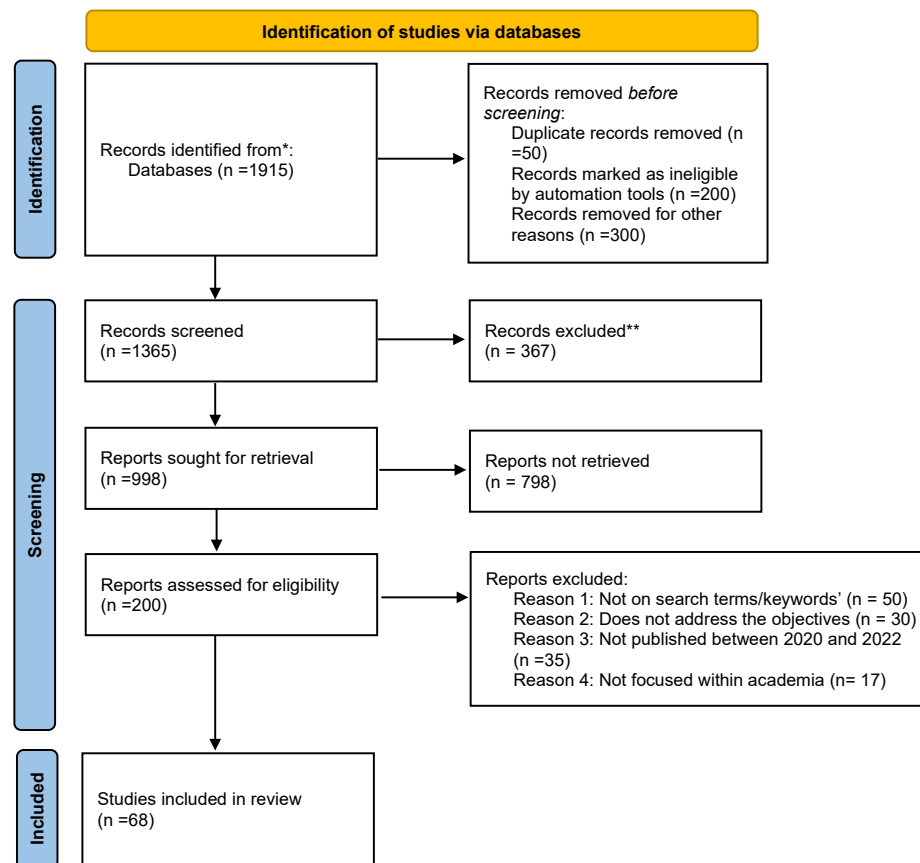 Identification of studies via databases
Identification
Records identified from*:
Databases (n =1915)
Records removed before
screening:
Duplicate records removed (n
=50)
Records marked as ineligible
by automation tools (n =200)
Records removed for other
reasons (n =300)
Screening
Records screened
(n =1365)
Records excluded**
(n = 367)
Reports sought for retrieval
(n =998)
Reports not retrieved
(n = 798)
Reports assessed for eligibility
(n =200)
Reports excluded:
Reason 1: Not on search terms/keywords’ (n = 50)
Reason 2: Does not address the objectives (n = 30)
Reason 3: Not published between 2020 and 2022
(n =35)
Reason 4: Not focused within academia (n= 17)
Included
Studies included in review
(n =68)